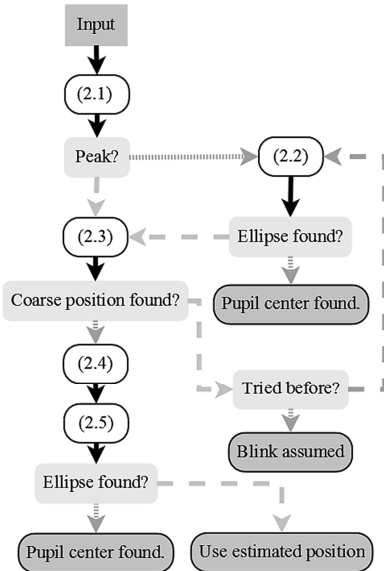 Input
(2.1)
Peak?
(2.2)
(2.3)
Ellipse found?
Coarse position found?
Pupil center found.
(2.4)
Tried before?
(2.5)
Blink assumed
Ellipse found?
Pupil center found.
Use estimated position